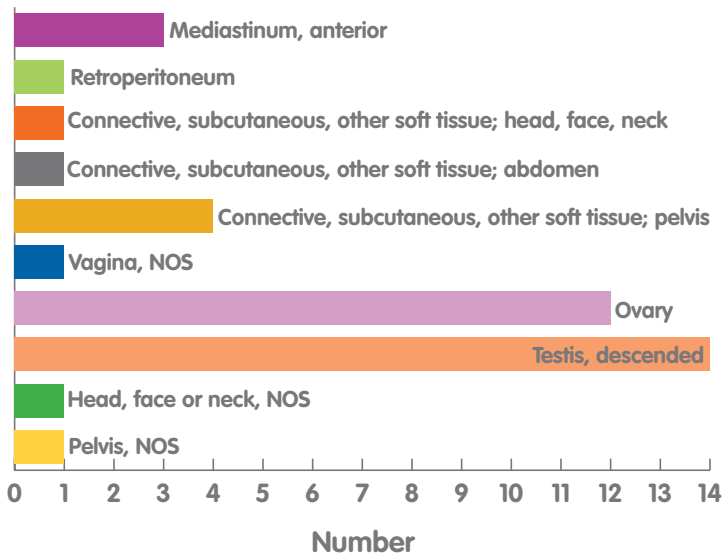 Mediastinum, anterior
Retroperitoneum
Connective, subcutaneous, other soft tissue; head, face, neck
Connective, subcutaneous, other soft tissue; abdomen
Connective, subcutaneous, other soft tissue; pelvis
Vagina, NOS
Ovary
Testis, descended
Head, face or neck, NOS
Pelvis, NOS
0 1 2 3 4 5 6 7 8 9 10 11 12 13 14
Number